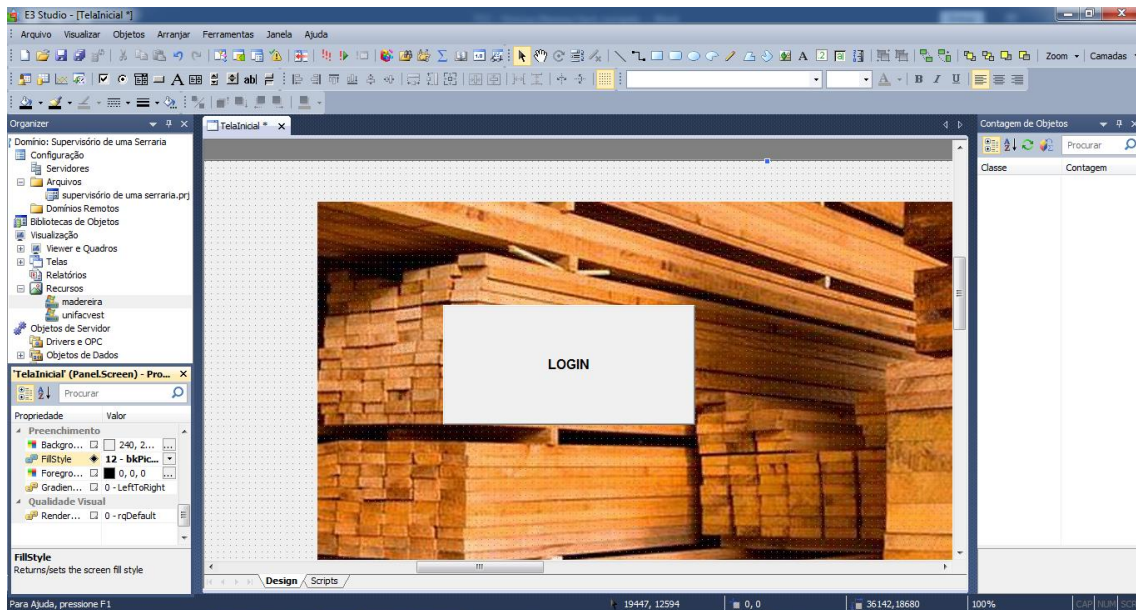 E3 Studio - [TelaInicial *]
Arquivo Visualizar Objetos Arranjar Ferramentas Janela Ajuda
Zoom Camadas
Organizer
TelaInicial *
Contagem de Objetos
Domínio: Supervisório de uma Serraria
Configuração
Servidores
Arquivos
supervisório de uma serraria.prj
Domínios Remotos
Bibliotecas de Objetos
Visualização
Viewer e Quadros
Telas
Relatórios
Recursos
madereira
unifacvest
Objetos de Servidor
Drivers e OPC
Objetos de Dados
Procurar
Classe Contagem
LOGIN
'TelaInicial' (Panel.Screen) - Pro...
Procurar
Propriedade Valor
Preenchimento
Backgro... 240, 2...
FillStyle 12 - bkPic...
Foregro... 0, 0, 0
Gradien... 0 - LeftToRight
Qualidade Visual
Render... 0 - rqDefault
FillStyle
Returns/sets the screen fill style
Design Scripts
Para Ajuda, pressione F1
19447, 12594 0, 0 36142,18680 100% CAP NUM SCR